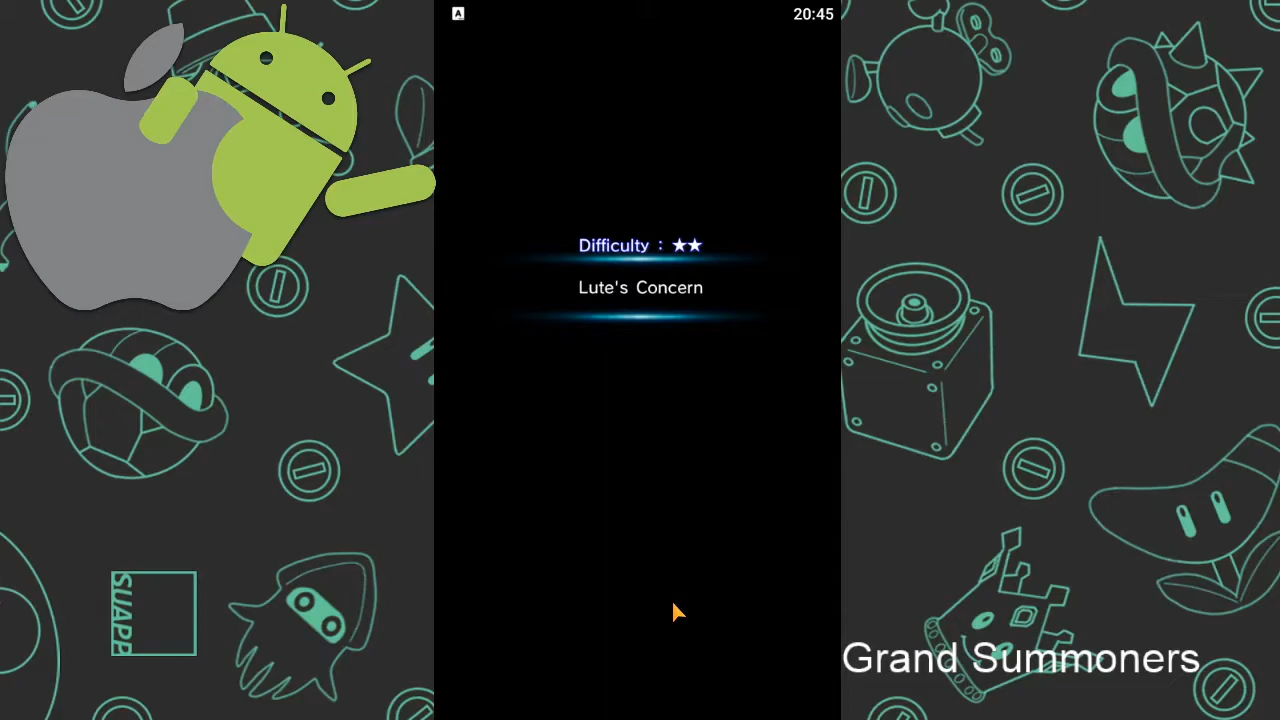 A
20:45
Difficulty : ★★
Lute's Concern
SUAPP
Grand Summoners